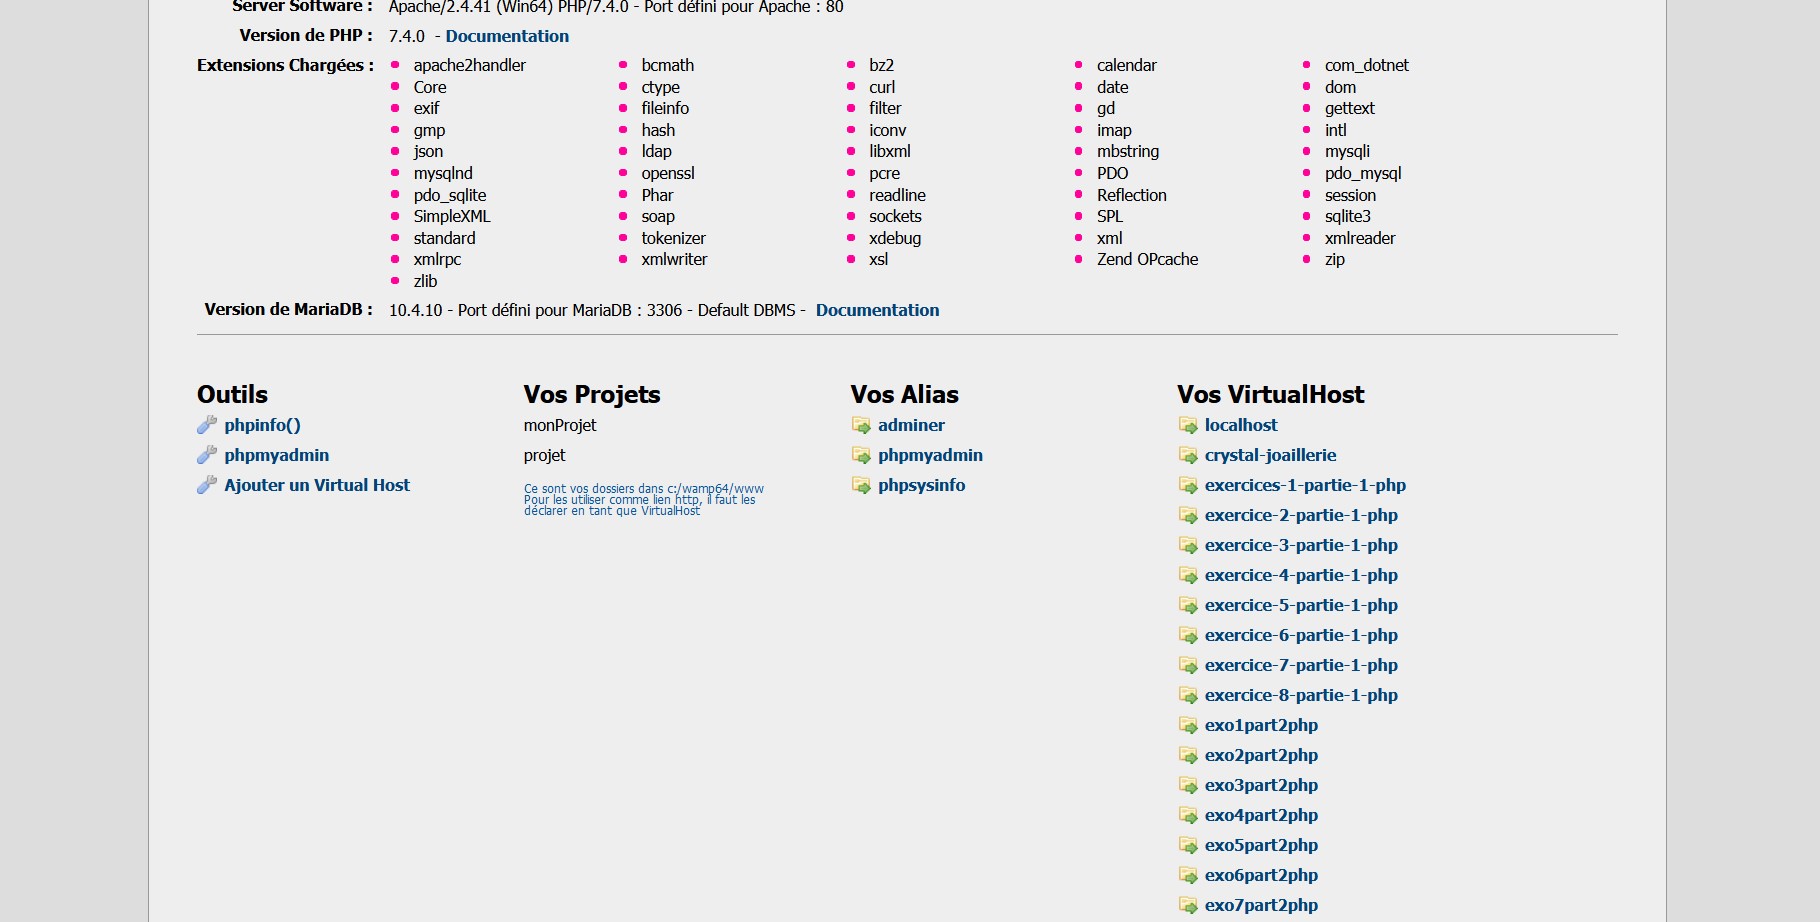 Server Software : Apache/2.4.41 (Win64) PHP/7.4.0 - Port défini pour Apache : 80
Version de PHP : 7.4.0 - Documentation
Extensions Chargées : apache2handler bcmath bz2 calendar com_dotnet
Core ctype curl date dom
exif fileinfo filter gd gettext
gmp hash iconv imap intl
json ldap libxml mbstring mysqli
mysqlnd openssl pcre PDO pdo_mysql
pdo_sqlite Phar readline Reflection session
SimpleXML soap sockets SPL sqlite3
standard tokenizer xdebug xml xmlreader
xmlrpc xmlwriter xsl Zend OPcache zip
zlib
Version de MariaDB : 10.4.10 - Port défini pour MariaDB : 3306 - Default DBMS - Documentation
Outils
phpinfo()
phpmyadmin
Ajouter un Virtual Host
Vos Projets
monProjet
projet
Ce sont vos dossiers dans c:/wamp64/www
Pour les utiliser comme lien http, il faut les
déclarer en tant que VirtualHost
Vos Alias
adminer
phpmyadmin
phpsysinfo
Vos VirtualHost
localhost
crystal-joaillerie
exercices-1-partie-1-php
exercice-2-partie-1-php
exercice-3-partie-1-php
exercice-4-partie-1-php
exercice-5-partie-1-php
exercice-6-partie-1-php
exercice-7-partie-1-php
exercice-8-partie-1-php
exo1part2php
exo2part2php
exo3part2php
exo4part2php
exo5part2php
exo6part2php
exo7part2php